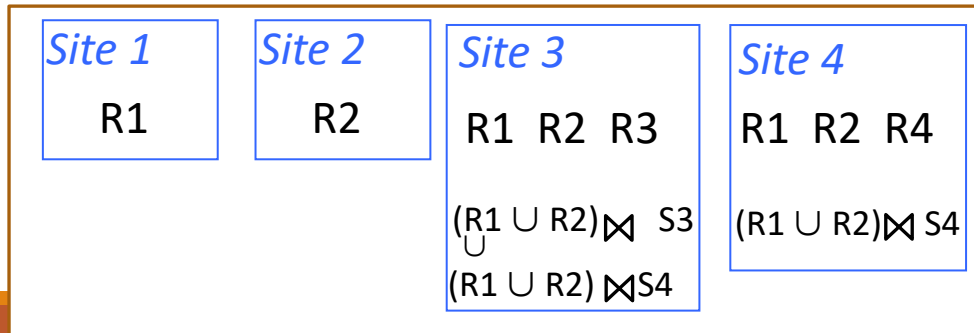 Site 1
R1
Site 2
R2
Site 3
R1 R2 R3
(R1 ∪ R2)⋈ S3
∪
(R1 ∪ R2) ⋈S4
Site 4
R1 R2 R4
(R1 ∪ R2)⋈ S4